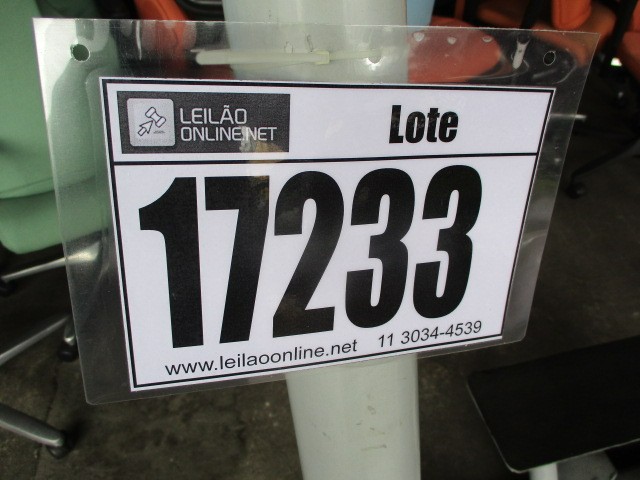 LEILÃO
ONLINE.NET
Lote
17233
www.leilaoonline.net 11 3034-4539